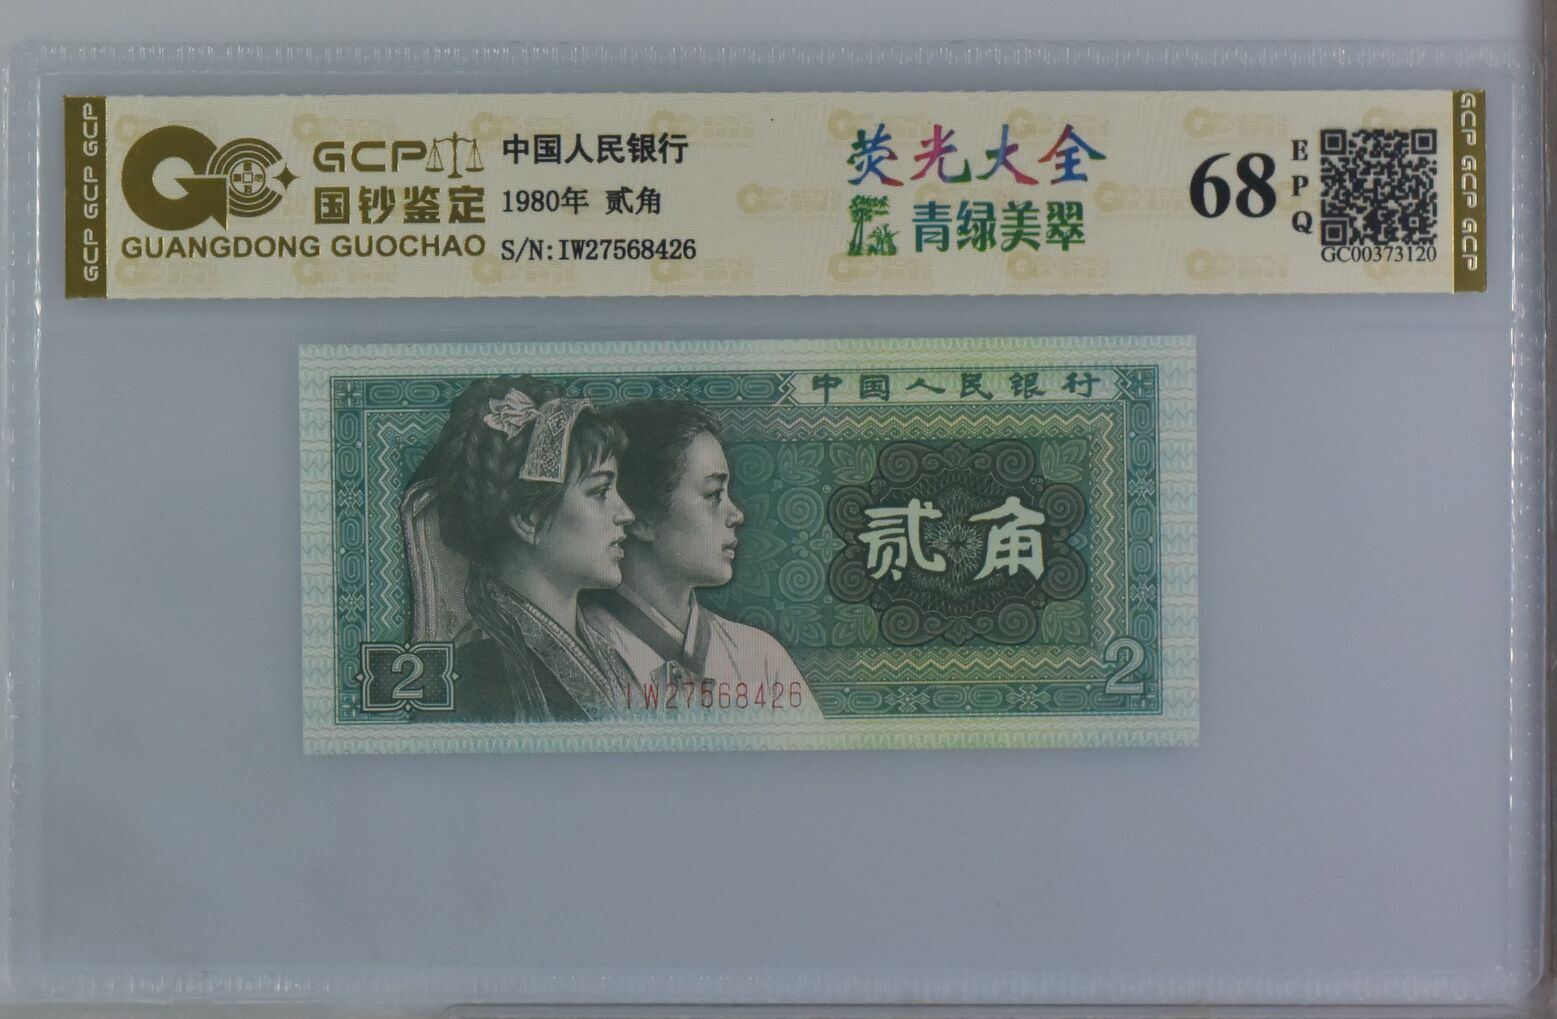 GCP GCP GCP
GCP
国钞鉴定
GUANGDONG GUOCHAO
中国人民银行
1980年 贰角
S/N:IW27568426
荧光大全
青绿美翠
68
EPQ
GC00373120
GCP GCP GCP
中国人民银行
贰角
2
IW27568426
2